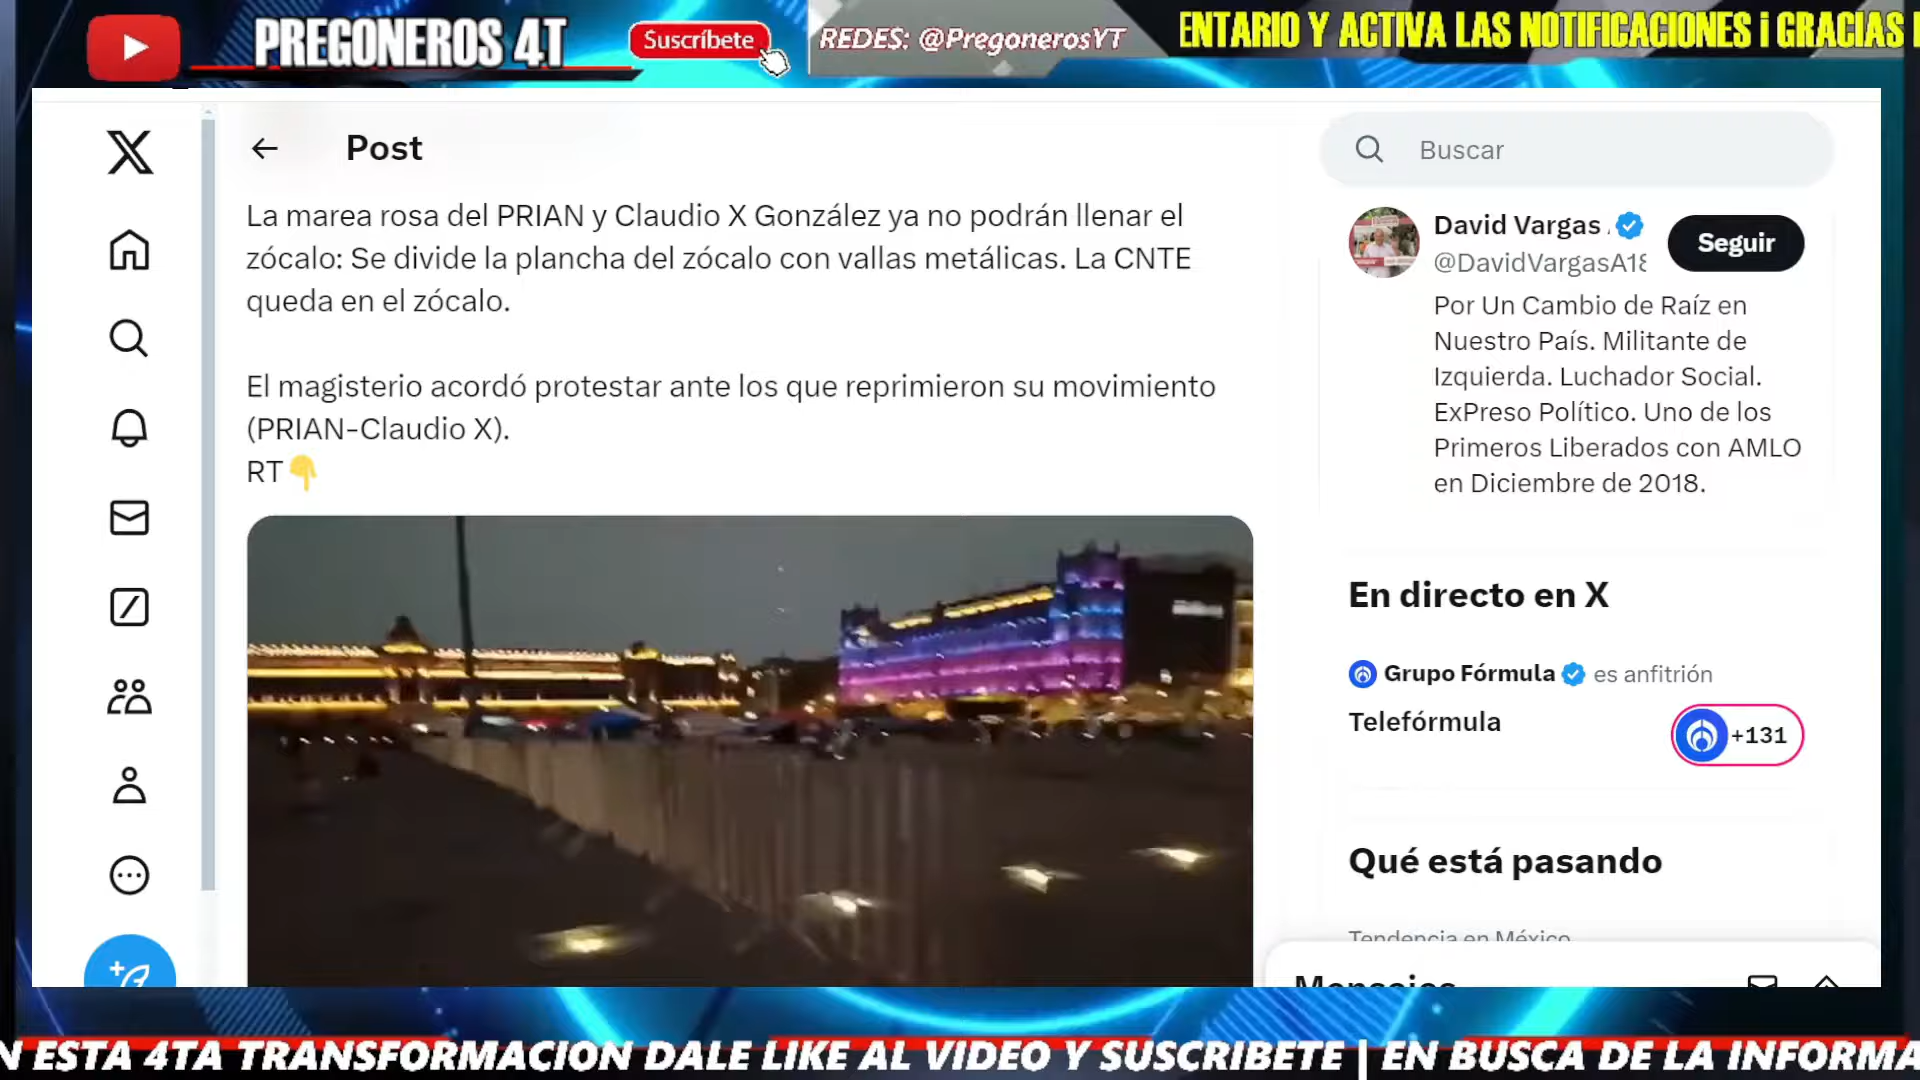 PREGONEROS 4T
Suscríbete
REDES: @PregonerosYT
ENTARIO Y ACTIVA LAS NOTIFICACIONES ¡ GRACIAS
Post
La marea rosa del PRIAN y Claudio X González ya no podrán llenar el
zócalo: Se divide la plancha del zócalo con vallas metálicas. La CNTE
queda en el zócalo.
El magisterio acordó protestar ante los que reprimieron su movimiento
(PRIAN-Claudio X).
RT👇
Buscar
David Vargas
@DavidVargasA18
Seguir
Por Un Cambio de Raíz en
Nuestro País. Militante de
Izquierda. Luchador Social.
ExPreso Político. Uno de los
Primeros Liberados con AMLO
en Diciembre de 2018.
En directo en X
Grupo Fórmula es anfitrión
Telefórmula
+131
Qué está pasando
Tendencia en México
Mensajes
N ESTA 4TA TRANSFORMACION DALE LIKE AL VIDEO Y SUSCRIBETE | EN BUSCA DE LA INFORMA